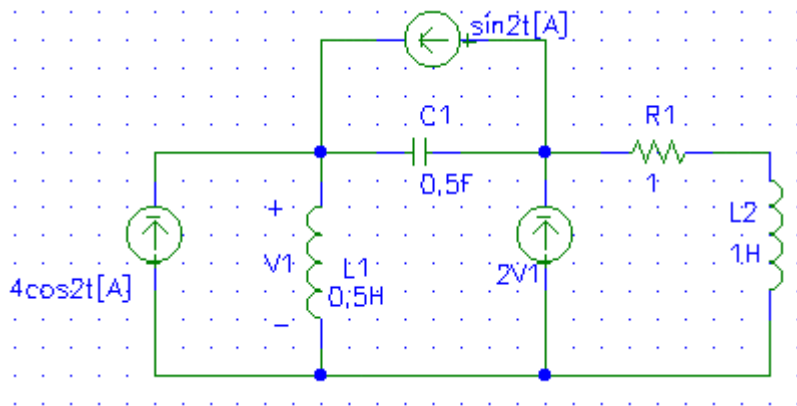 sin2t[A]
C1
0,5F
R1
1
L2
1H
+
V1
-
L1
0,5H
2V1
4cos2t[A]